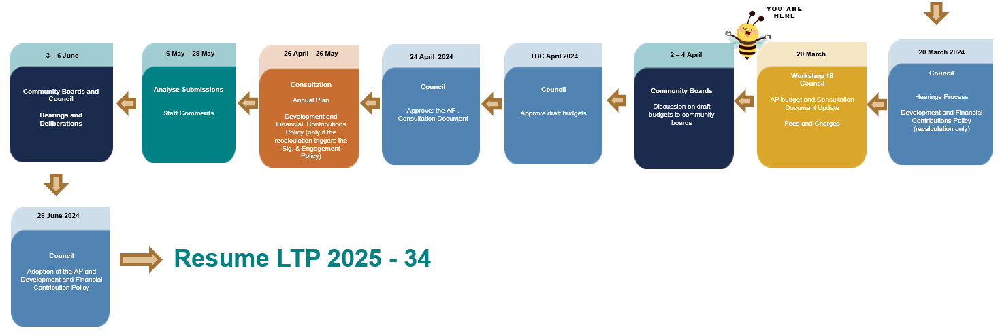 YOU ARE
HERE
3 – 6 June
Community Boards and
Council
Hearings and
Deliberations
6 May – 29 May
Analyse Submissions
Staff Comments
26 April – 26 May
Consultation
Annual Plan
Development and
Financial Contributions
Policy (only if the
recalculation triggers the
Sig. & Engagement
Policy)
24 April 2024
Council
Approve: the AP .
Consultation Document
TBC April 2024
Council
Approve draft budgets
2 – 4 April
Community Boards
Discussion on draft
budgets to community
boards
20 March
Workshop 18
Council
AP budget and Consultation
Document Update
Fees and Charges
20 March 2024
Council
Hearings Process
Development and Financial
Contributions Policy
(recalculation only)
26 June 2024
Council
Adoption of the AP and
Development and Financial
Contribution Policy
Resume LTP 2025 - 34